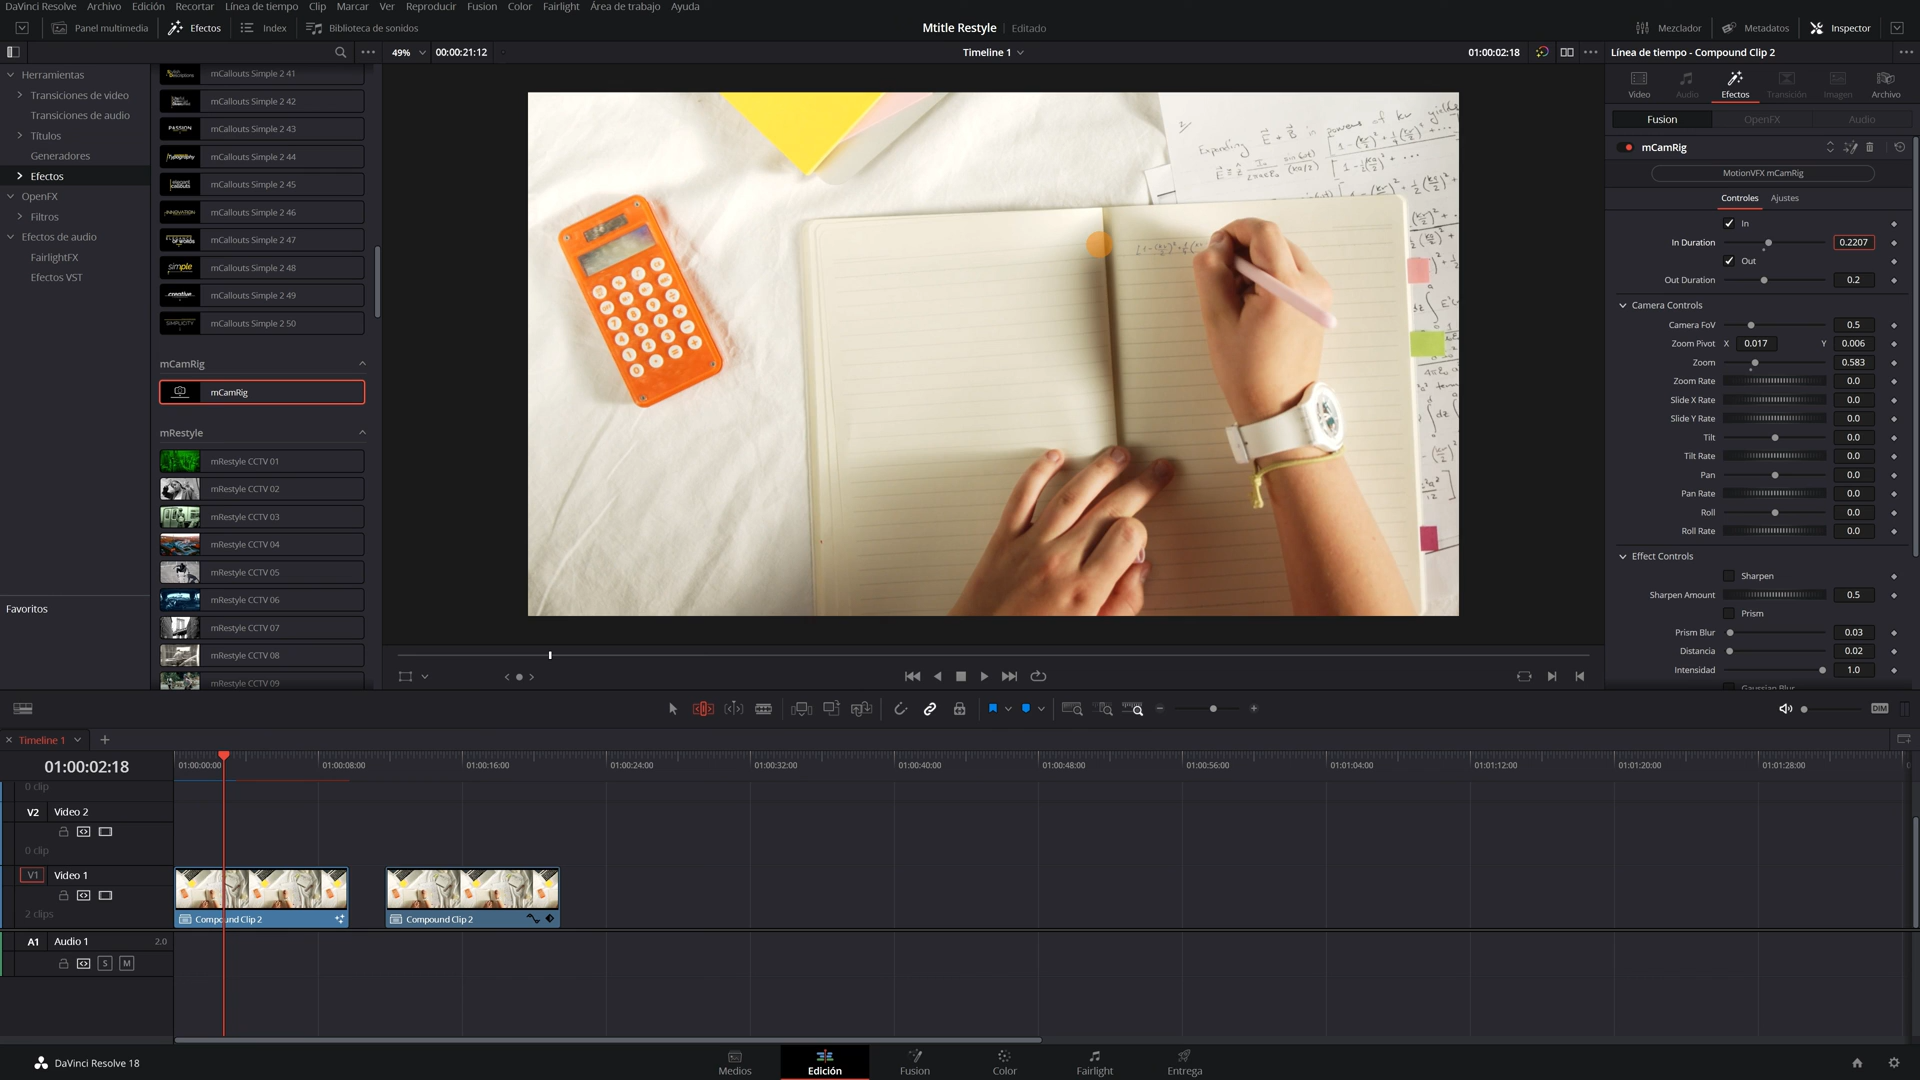 DaVinci Resolve Archivo Edición Recortar Línea de tiempo Clip Marcar Ver Reproducir Fusion Color Fairlight Área de trabajo Ayuda
Panel multimedia Efectos Índex Biblioteca de sonidos
Mtitle Restyle Editado
Mezclador Metadatos Inspector
49% 00:00:21:12
Timeline 1
01:00:02:18
Línea de tiempo - Compound Clip 2
Herramientas
Transiciones de video
Transiciones de audio
Títulos
Generadores
Efectos
OpenFX
Filtros
Efectos de audio
FairlightFX
Efectos VST
Favoritos
mCallouts Simple 2 41
mCallouts Simple 2 42
PASSION mCallouts Simple 2 43
mCallouts Simple 2 44
mCallouts Simple 2 45
INNOVATION mCallouts Simple 2 46
mCallouts Simple 2 47
simple mCallouts Simple 2 48
creative mCallouts Simple 2 49
SIMPLICITY mCallouts Simple 2 50
mCamRig
mCamRig
mRestyle
mRestyle CCTV 01
mRestyle CCTV 02
mRestyle CCTV 03
mRestyle CCTV 04
mRestyle CCTV 05
mRestyle CCTV 06
mRestyle CCTV 07
mRestyle CCTV 08
mRestyle CCTV 09
Expanding E + B in powers of kr
Video Audio Efectos Transición Imagen Archivo
Fusion OpenFX Audio
mCamRig
MotionVFX mCamRig
Controles Ajustes
In
In Duration 0.2207
Out
Out Duration 0.2
Camera Controls
Camera FoV 0.5
Zoom Pivot X 0.017 Y 0.006
Zoom 0.583
Zoom Rate 0.0
Slide X Rate 0.0
Slide Y Rate 0.0
Tilt 0.0
Tilt Rate 0.0
Pan 0.0
Pan Rate 0.0
Roll 0.0
Roll Rate 0.0
Effect Controls
Sharpen
Sharpen Amount 0.5
Prism
Prism Blur 0.03
Distancia 0.02
Intensidad 1.0
Gaussian Blur
DIM
Timeline 1
01:00:02:18
01:00:00:00 01:00:08:00 01:00:16:00 01:00:24:00 01:00:32:00 01:00:40:00 01:00:48:00 01:00:56:00 01:01:04:00 01:01:12:00 01:01:20:00 01:01:28:00
0 clip
V2 Video 2
0 clip
V1 Video 1
2 clips
Compound Clip 2
Compound Clip 2
A1 Audio 1 2.0
S M
DaVinci Resolve 18
Medios Edición Fusion Color Fairlight Entrega